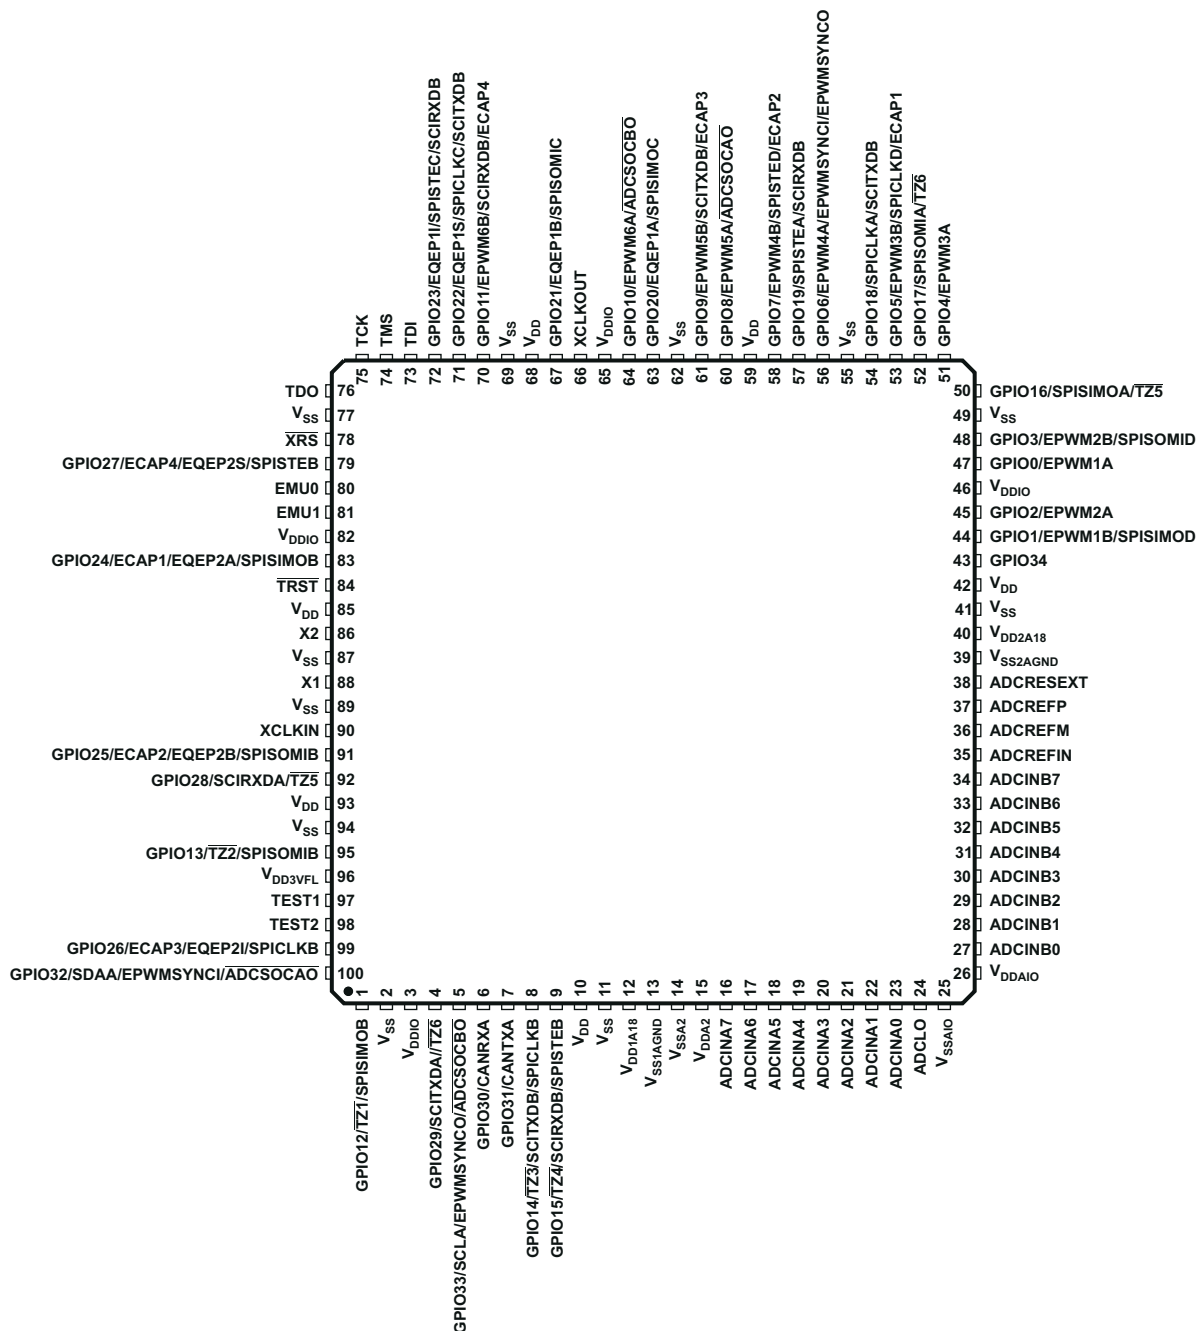 TCK
TMS
TDI
GPIO23/EQEP1I/SPISTEC/SCIRXDB
GPIO22/EQEP1S/SPICLKC/SCITXDB
GPIO11/EPWM6B/SCIRXDB/ECAP4
VSS
VDD
GPIO21/EQEP1B/SPISOMIC
XCLKOUT
VDDIO
GPIO10/EPWM6A/ADCSOCBO
GPIO20/EQEP1A/SPISIMOC
VSS
GPIO9/EPWM5B/SCITXDB/ECAP3
GPIO8/EPWM5A/ADCSOCAO
VDD
GPIO7/EPWM4B/SPISTED/ECAP2
GPIO19/SPISTEA/SCIRXDB
GPIO6/EPWM4A/EPWMSYNCI/EPWMSYNCO
VSS
GPIO18/SPICLKA/SCITXDB
GPIO5/EPWM3B/SPICLKD/ECAP1
GPIO17/SPISOMIA/TZ6
GPIO4/EPWM3A
75
74
73
72
71
70
69
68
67
66
65
64
63
62
61
60
59
58
57
56
55
54
53
52
51
TDO 76
VSS 77
XRS 78
GPIO27/ECAP4/EQEP2S/SPISTEB 79
EMU0 80
EMU1 81
VDDIO 82
GPIO24/ECAP1/EQEP2A/SPISIMOB 83
TRST 84
VDD 85
X2 86
VSS 87
X1 88
VSS 89
XCLKIN 90
GPIO25/ECAP2/EQEP2B/SPISOMIB 91
GPIO28/SCIRXDA/TZ5 92
VDD 93
VSS 94
GPIO13/TZ2/SPISOMIB 95
VDD3VFL 96
TEST1 97
TEST2 98
GPIO26/ECAP3/EQEP2I/SPICLKB 99
GPIO32/SDAA/EPWMSYNCI/ADCSOCAO 100
50 GPIO16/SPISIMOA/TZ5
49 VSS
48 GPIO3/EPWM2B/SPISOMID
47 GPIO0/EPWM1A
46 VDDIO
45 GPIO2/EPWM2A
44 GPIO1/EPWM1B/SPISIMOD
43 GPIO34
42 VDD
41 VSS
40 VDD2A18
39 VSS2AGND
38 ADCRESEXT
37 ADCREFP
36 ADCREFM
35 ADCREFIN
34 ADCINB7
33 ADCINB6
32 ADCINB5
31 ADCINB4
30 ADCINB3
29 ADCINB2
28 ADCINB1
27 ADCINB0
26 VDDAIO
1
2
3
4
5
6
7
8
9
10
11
12
13
14
15
16
17
18
19
20
21
22
23
24
25
GPIO12/TZ1/SPISIMOB
VSS
VDDIO
GPIO29/SCITXDA//TZ6
GPIO33/SCLA/EPWMSYNCO/ADCSOCBO
GPIO30/CANRXA
GPIO31/CANTXA
GPIO14/TZ3/SCITXDB/SPICLKB
GPIO15/TZ4/SCIRXDB/SPISTEB
VDD
VSS
VDD1A18
VSS1AGND
VSSA2
VDDA2
ADCINA7
ADCINA6
ADCINA5
ADCINA4
ADCINA3
ADCINA2
ADCINA1
ADCINA0
ADCLO
VSSAIO